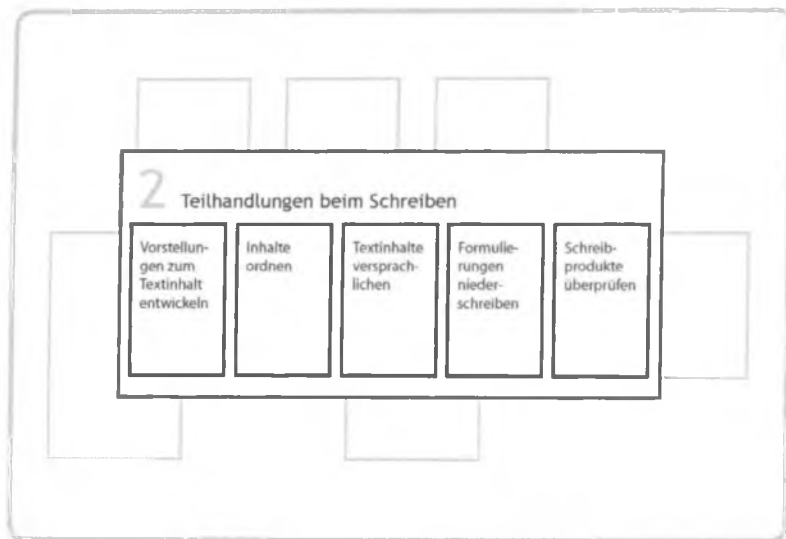 2 Teilhandlungen beim Schreiben
Vorstellun-
gen zum
Textinhalt
entwickeln
Inhalte
ordnen
Textinhalte
versprach-
lichen
Formulie-
rungen
nieder-
schreiben
Schreib-
produkte
überprüfen